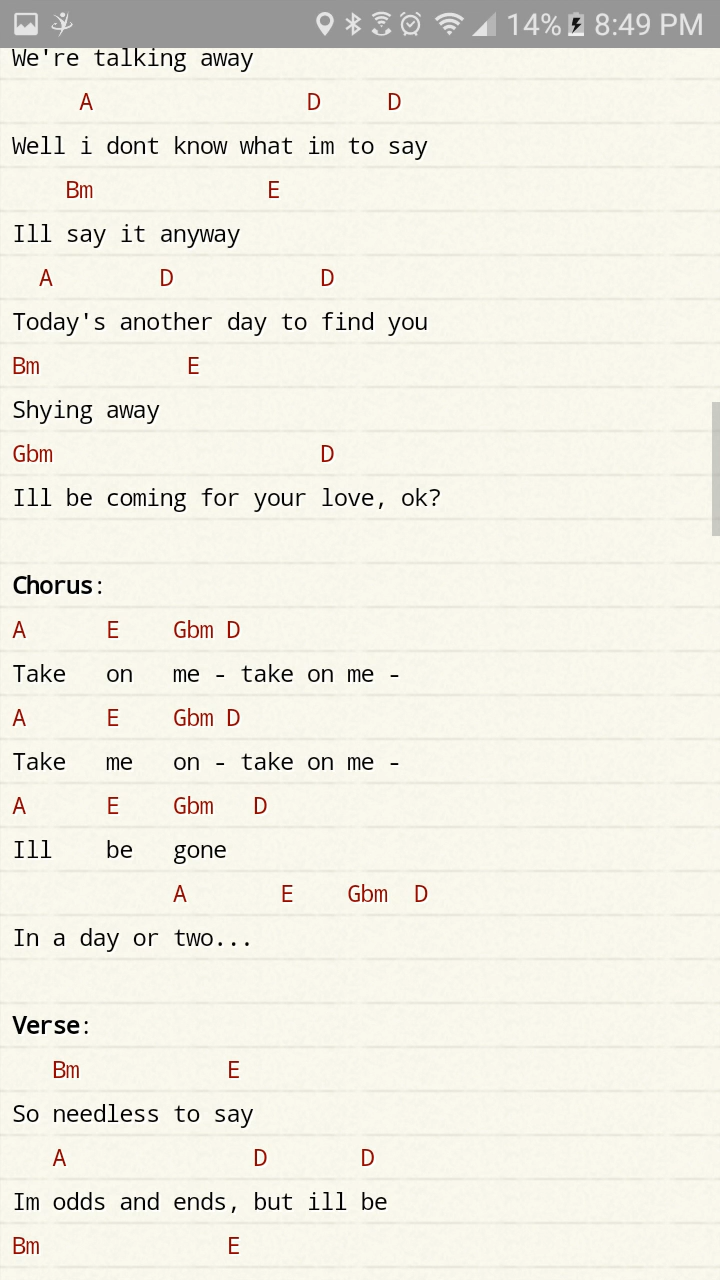 14% 8:49 PM
We're talking away
A D D
Well i dont know what im to say
Bm E
Ill say it anyway
A D D
Today's another day to find you
Bm E
Shying away
Gbm D
Ill be coming for your love, ok?
Chorus:
A E Gbm D
Take on me - take on me -
A E Gbm D
Take me on - take on me -
A E Gbm D
Ill be gone
A E Gbm D
In a day or two...
Verse:
Bm E
So needless to say
A D D
Im odds and ends, but ill be
Bm E